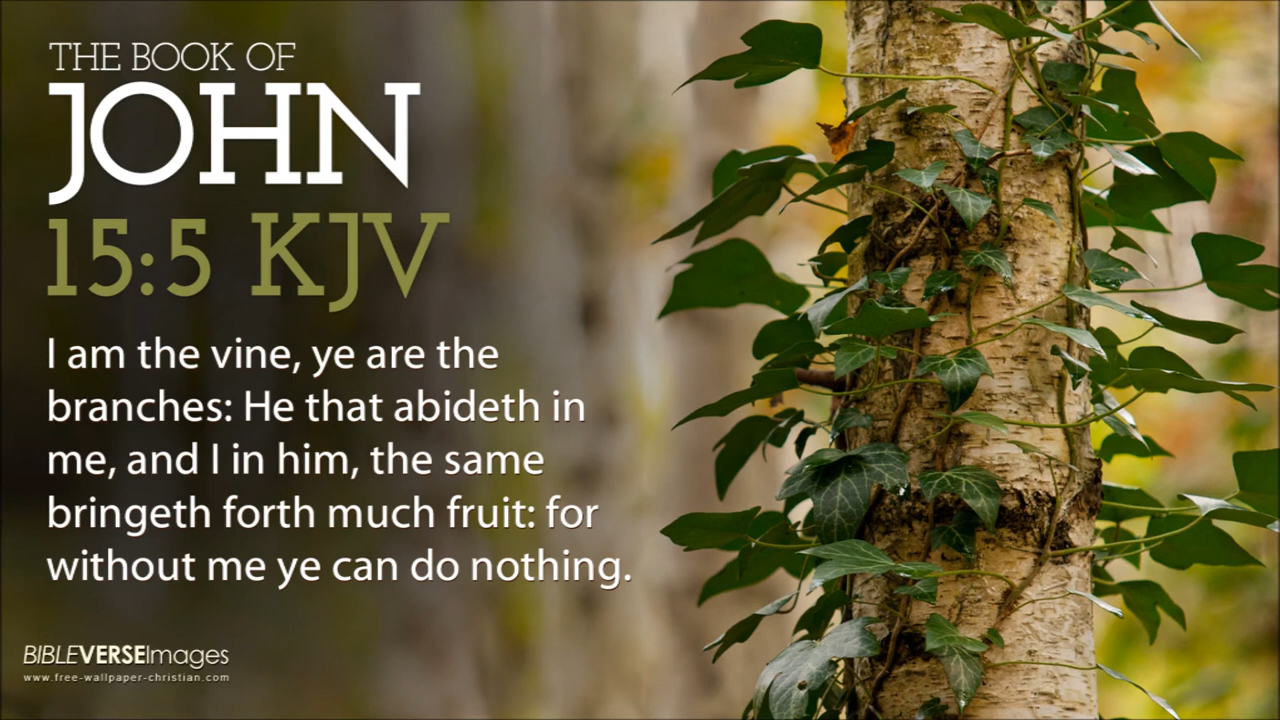 THE BOOK OF
JOHN
15:5 KJV
I am the vine, ye are the
branches: He that abideth in
me, and I in him, the same
bringeth forth much fruit: for
without me ye can do nothing.
BIBLEVERSEImages
www.free-wallpaper-christian.com